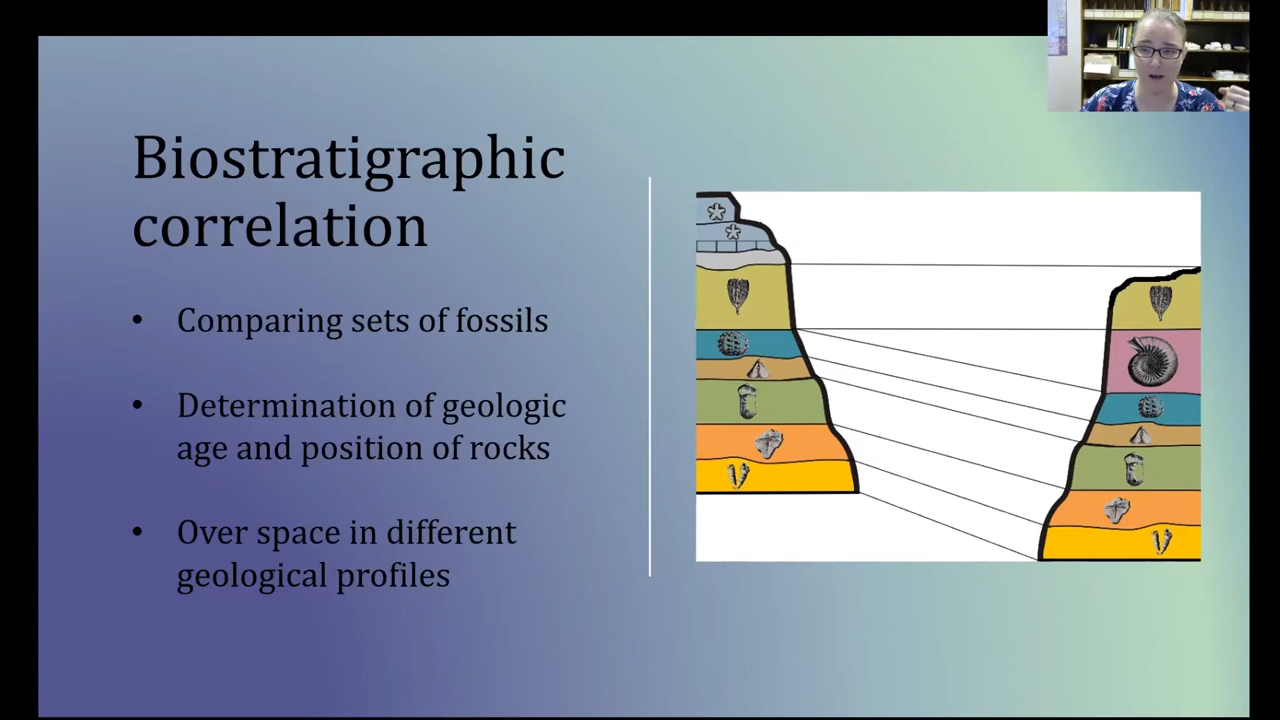 Biostratigraphic
correlation
• Comparing sets of fossils
• Determination of geologic
age and position of rocks
• Over space in different
geological profiles